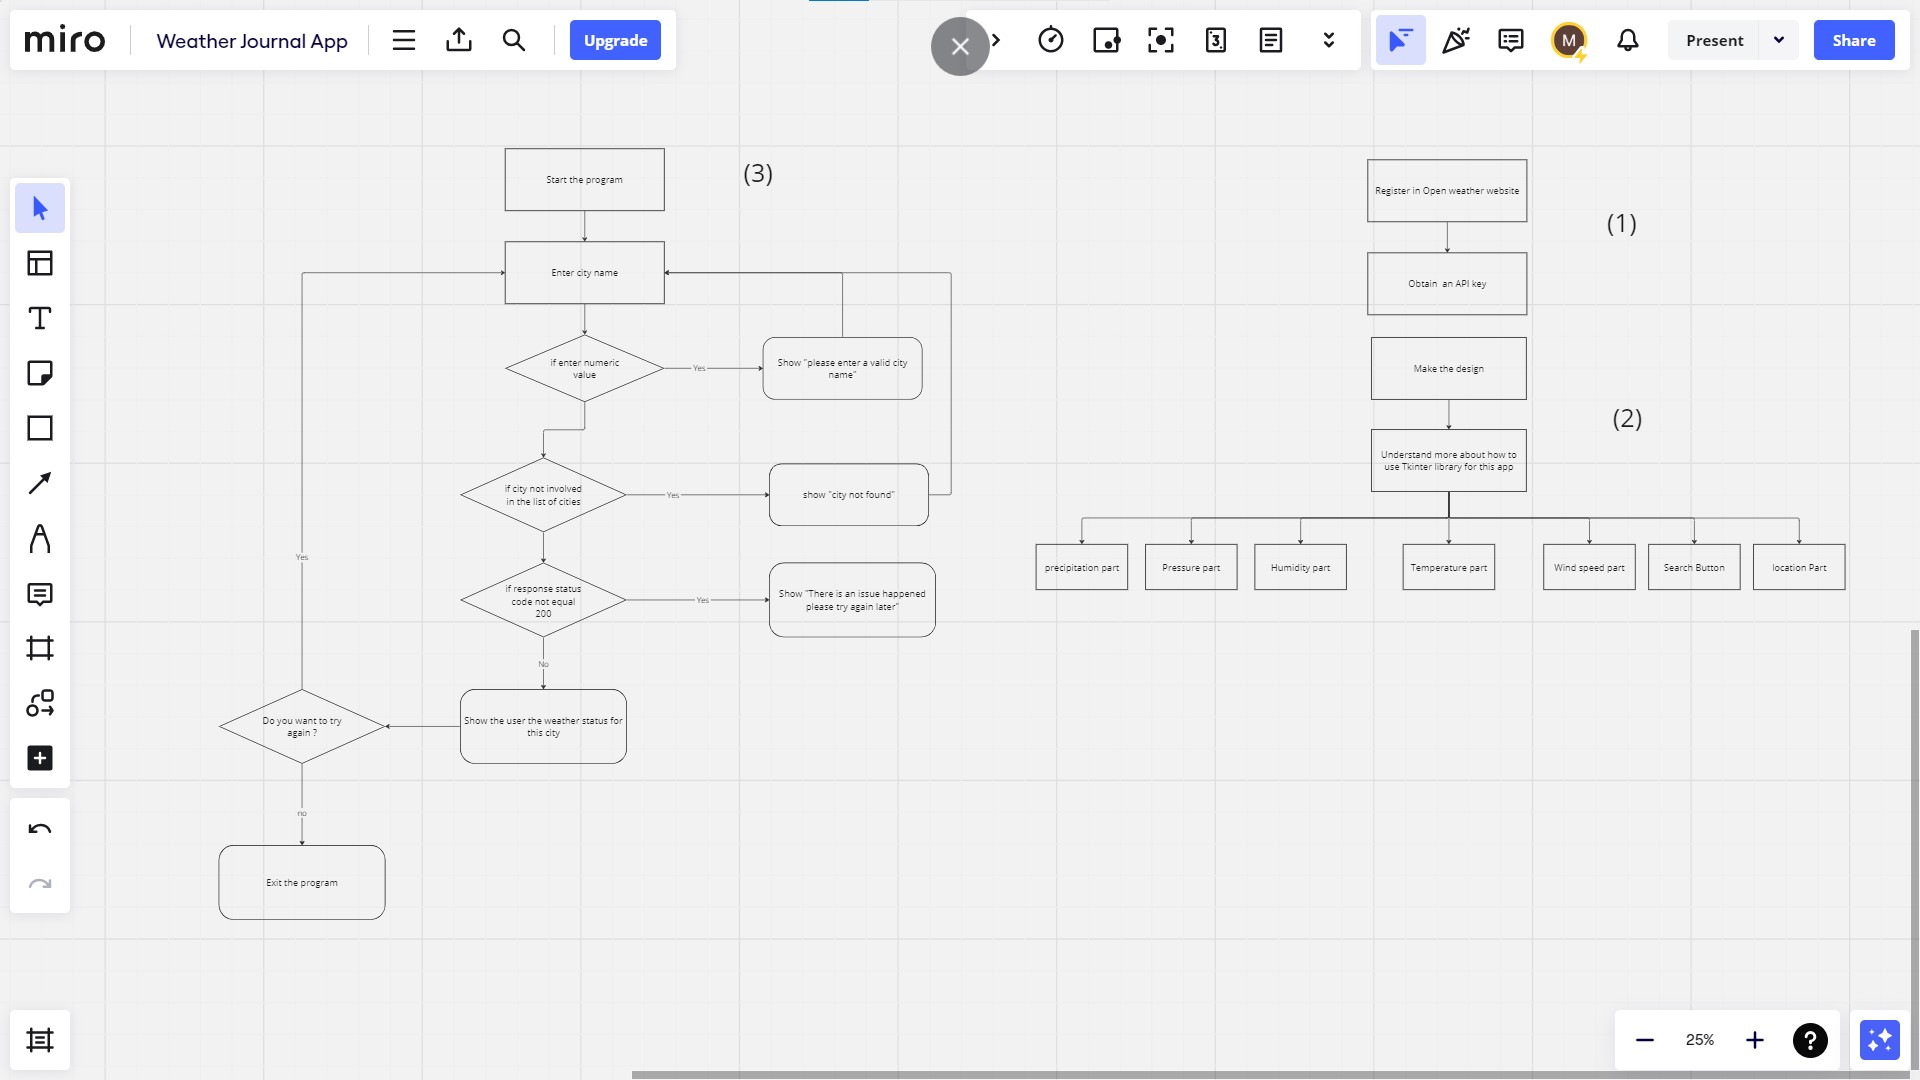 miro
Weather Journal App
Upgrade
3
M
Present
Share
Start the program
(3)
Enter city name
if enter numeric
value
Yes
Show "please enter a valid city
name"
if city not involved
in the list of cities
Yes
show "city not found"
if response status
code not equal
200
Yes
Show "There is an issue happened
please try again later"
No
Show the user the weather status for
this city
Do you want to try
again ?
Yes
no
Exit the program
Register in Open weather website
(1)
Obtain  an API key
Make the design
(2)
Understand more about how to
use Tkinter library for this app
precipitation part
Pressure part
Humidity part
Temperature part
Wind speed part
Search Button
location Part
25%
?